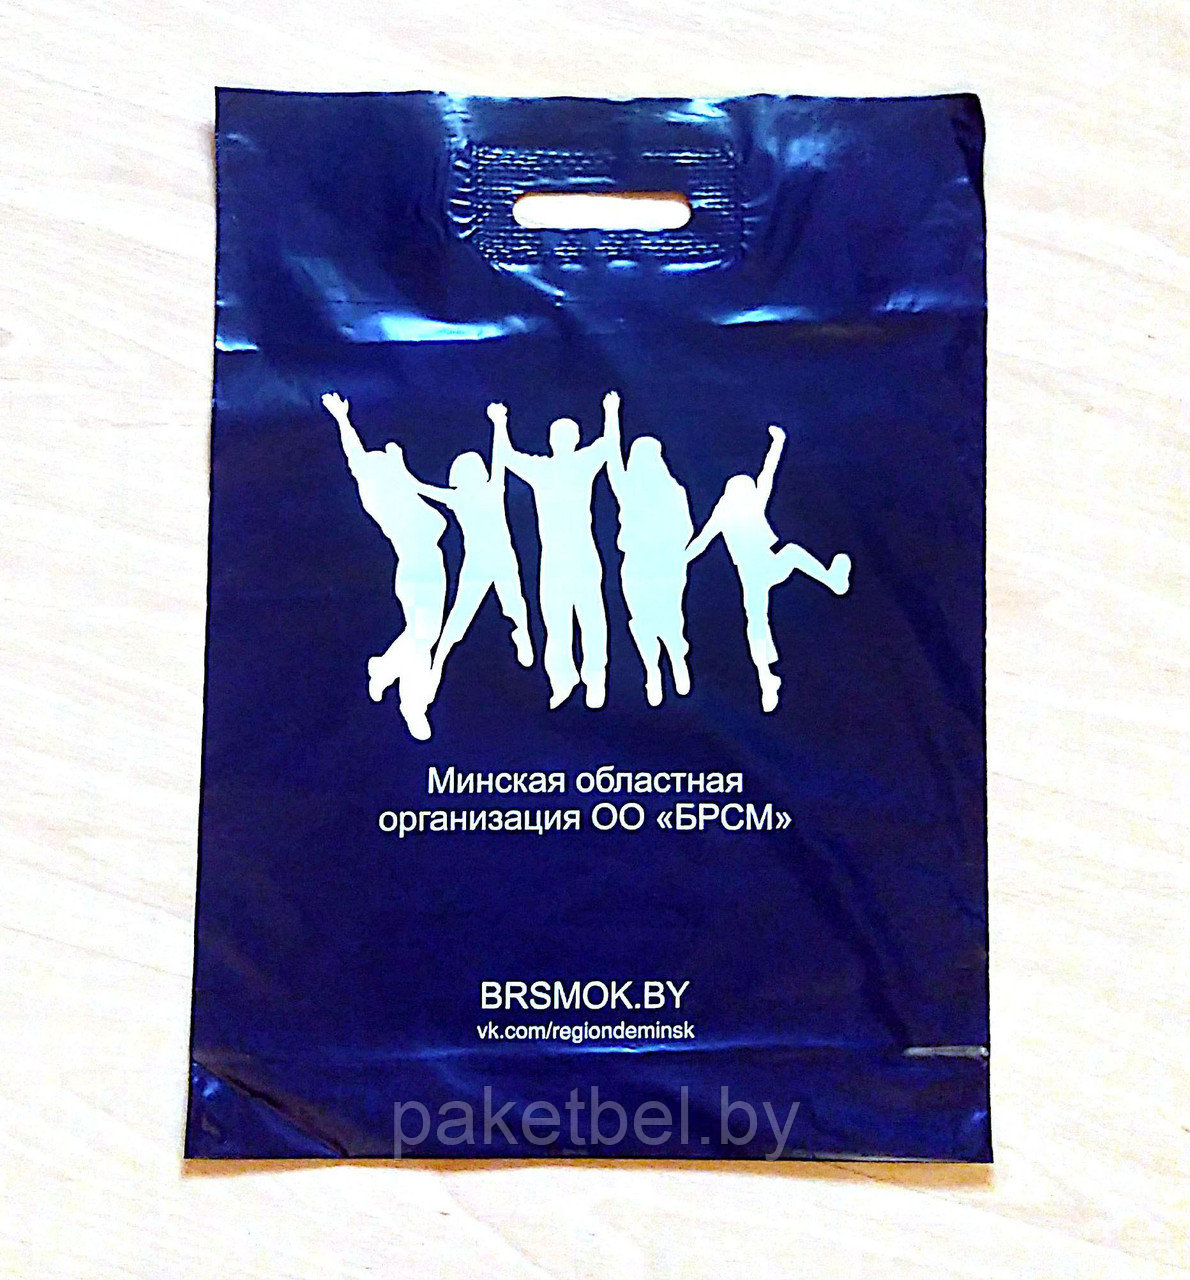 Минская областная
организация ОО «БРСМ»
BRSMOK.BY
vk.com/regiondeminsk
paketbel.by